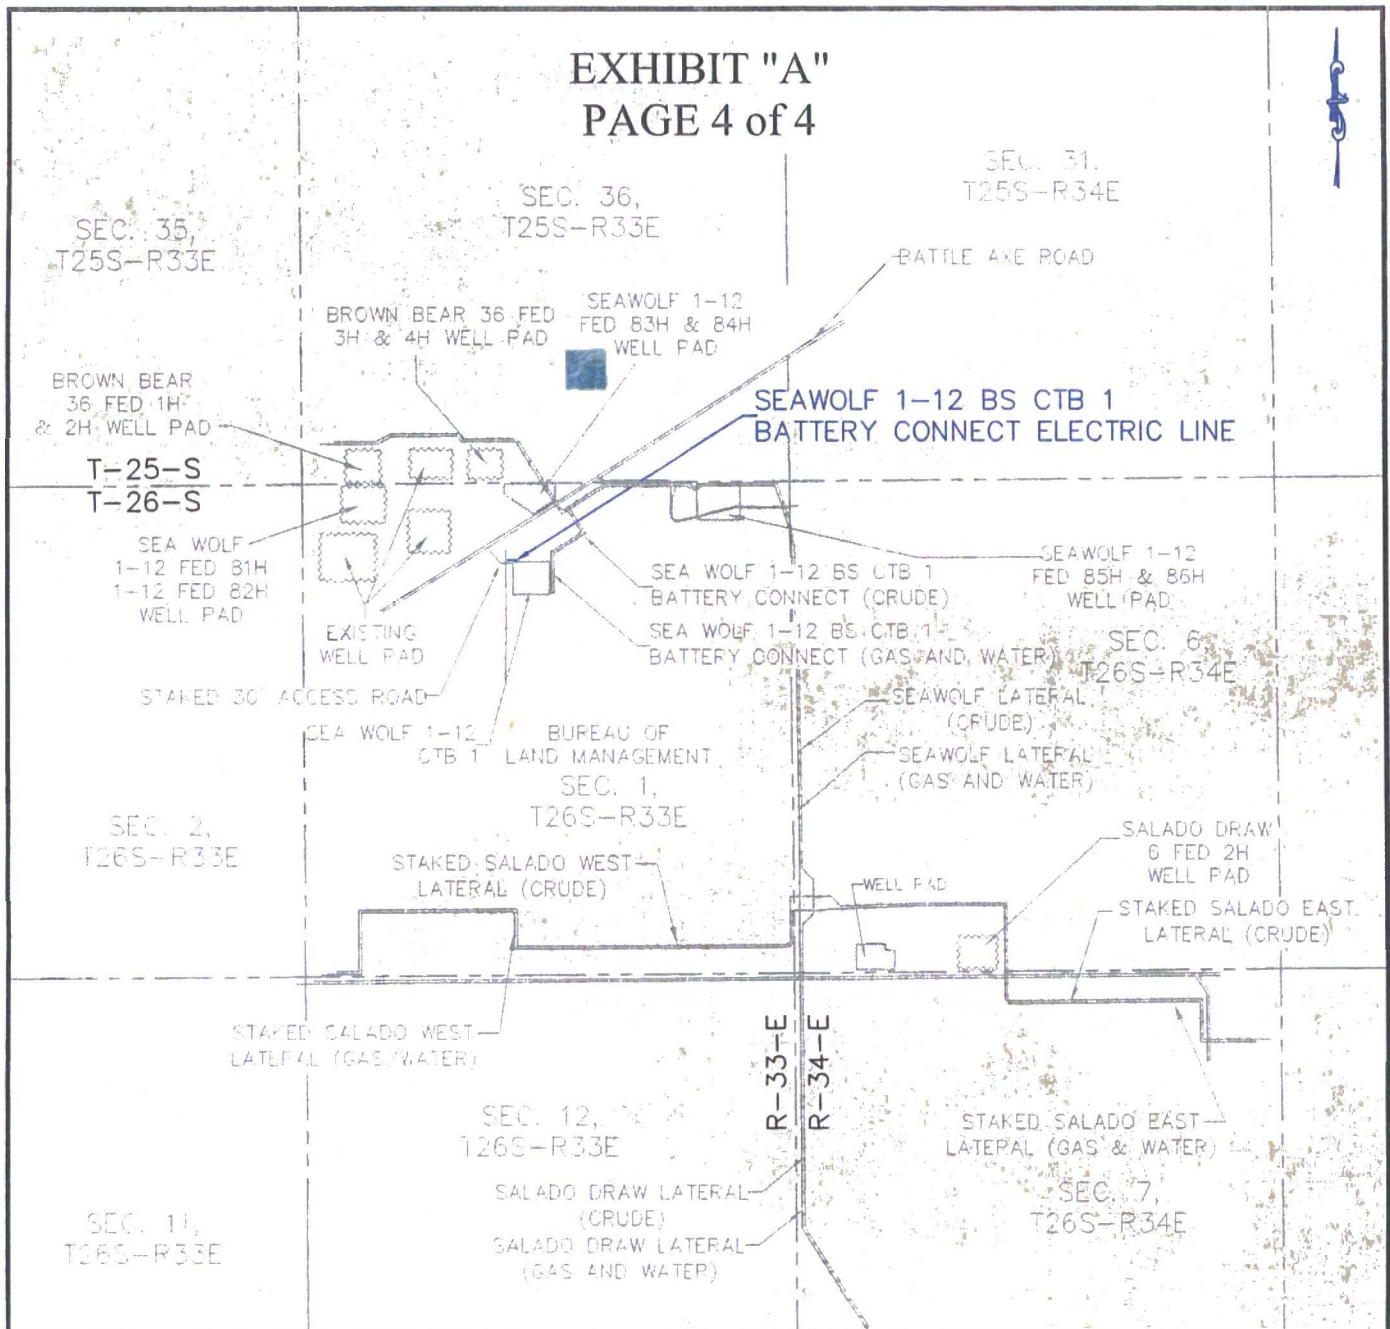 EXHIBIT "A"
PAGE 4 of 4
SEC. 31,
T25S-R34E
SEC. 36,
T25S-R33E
SEC. 35,
T25S-R33E
BATTLE AXE ROAD
BROWN BEAR 36 FED
3H & 4H WELL PAD
SEAWOLF 1-12
FED 83H & 84H
WELL PAD
BROWN BEAR
36 FED 1H
& 2H WELL PAD
SEAWOLF 1-12 BS CTB 1
BATTERY CONNECT ELECTRIC LINE
T-25-S
T-26-S
SEA WOLF
1-12 FED 81H
1-12 FED 82H
WELL PAD
SEAWOLF 1-12
FED 85H & 86H
WELL PAD
SEA WOLF 1-12 BS CTB 1
BATTERY CONNECT (CRUDE)
EXISTING
WELL PAD
SEA WOLF 1-12 BS CTB 1
BATTERY CONNECT (GAS AND WATER)
SEC. 6,
T26S-R34E
STAKED 30' ACCESS ROAD
SEAWOLF LATERAL
(CRUDE)
SEA WOLF 1-12
CTB 1
BUREAU OF
LAND MANAGEMENT
SEAWOLF LATERAL
(GAS AND WATER)
SEC. 1,
T26S-R33E
SEC. 2,
T26S-R33E
SALADO DRAW
6 FED 2H
WELL PAD
STAKED SALADO WEST
LATERAL (CRUDE)
WELL PAD
STAKED SALADO EAST
LATERAL (CRUDE)
STAKED SALADO WEST
LATERAL (GAS/WATER)
R-33-E
R-34-E
SEC. 12,
T26S-R33E
STAKED SALADO EAST
LATERAL (GAS & WATER)
SALADO DRAW LATERAL
(CRUDE)
SEC. 7,
T26S-R34E
SEC. 11,
T26S-R33E
SALADO DRAW LATERAL
(GAS AND WATER)